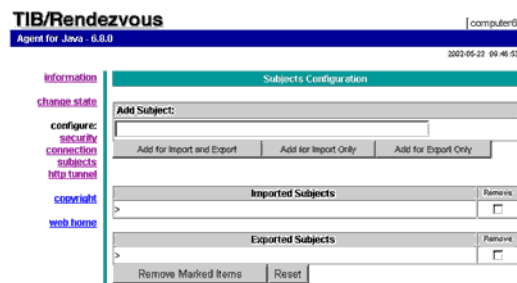 TIB/Rendezvous
computer6
Agent for Java - 6.8.0
2002-05-22 09:46:53
information
change state
configure:
security
connection
subjects
http tunnel
copyright
web home
Subjects Configuration
Add Subject:
Add for Import and Export
Add for Import Only
Add for Export Only
Imported Subjects
Remove
>
Exported Subjects
Remove
>
Remove Marked Items
Reset